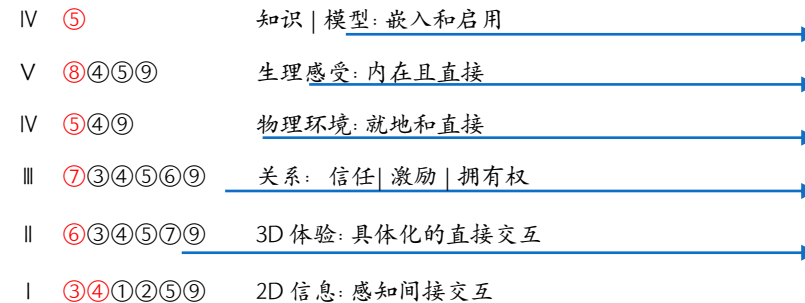 Ⅳ ⑤ 知识 | 模型: 嵌入和启用
Ⅴ ⑧④⑤⑨ 生理感受: 内在且直接
Ⅳ ⑤④⑨ 物理环境: 就地和直接
Ⅲ ⑦③④⑤⑥⑨ 关系: 信任| 激励 | 拥有权
Ⅱ ⑥③④⑤⑦⑨ 3D 体验: 具体化的直接交互
Ⅰ ③④①②⑤⑨ 2D 信息: 感知间接交互